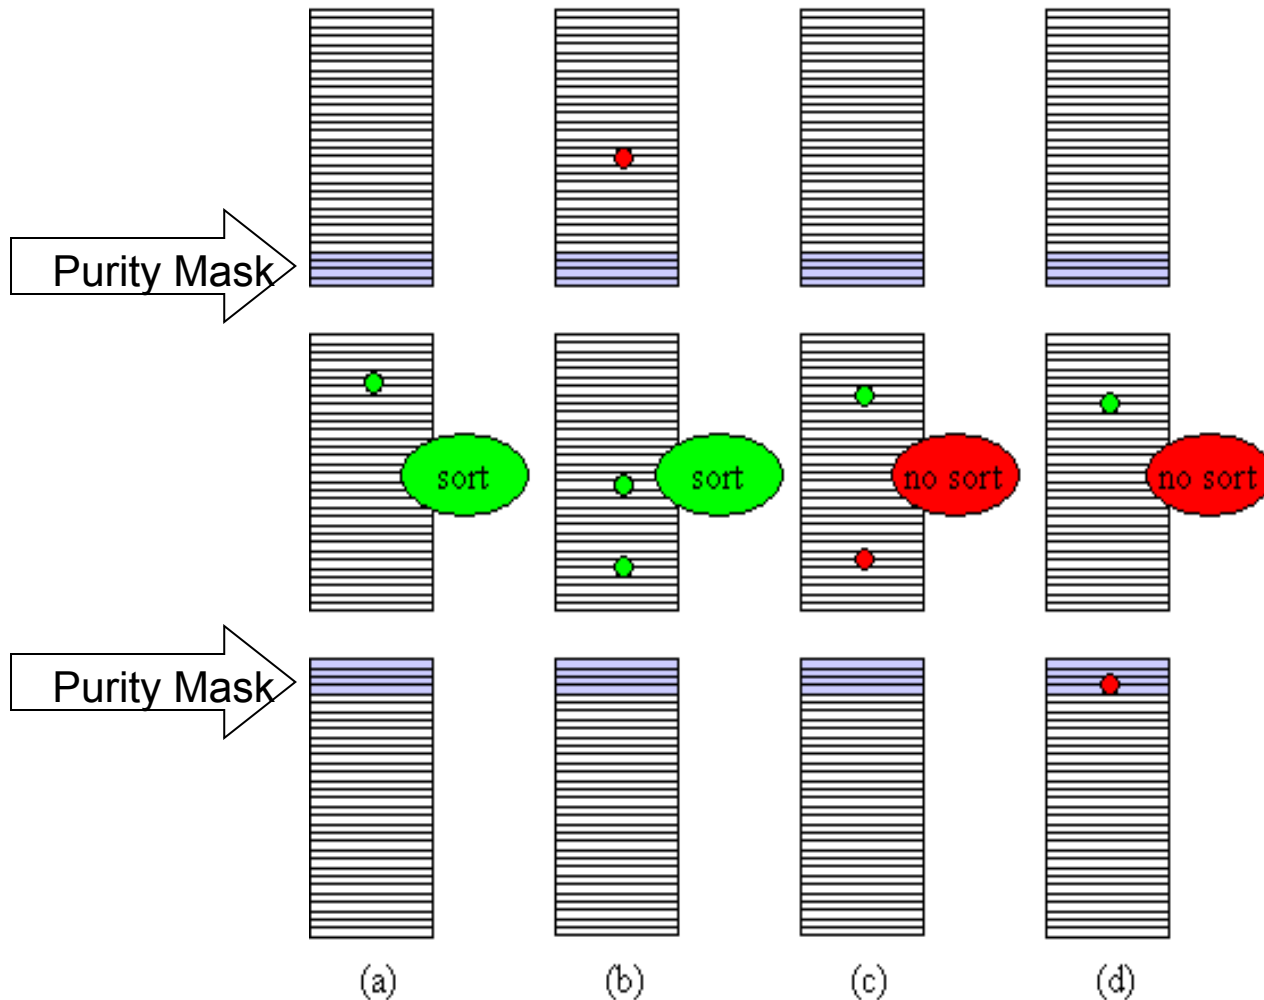 Purity Mask
sort
sort
no sort
no sort
Purity Mask
(a)
(b)
(c)
(d)